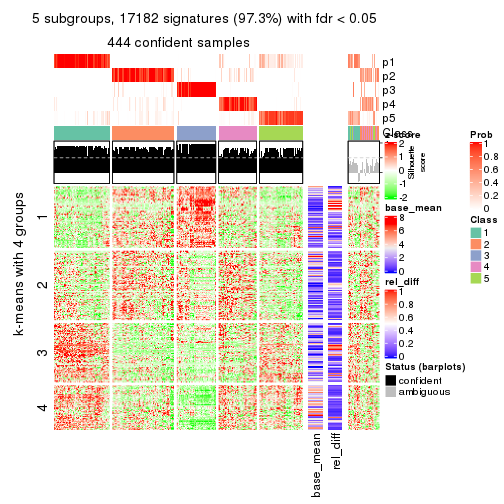 5 subgroups, 17182 signatures (97.3%) with fdr < 0.05
444 confident samples
p1
p2
p3
p4
p5
Class
Silhouette
score
k-means with 4 groups
1
2
3
4
base_mean
rel_diff
z-score
2
1
0
-1
-2
base_mean
8
6
4
2
0
rel_diff
1
0.8
0.6
0.4
0.2
0
Status (barplots)
confident
ambiguous
Prob
1
0.8
0.6
0.4
0.2
0
Class
1
2
3
4
5